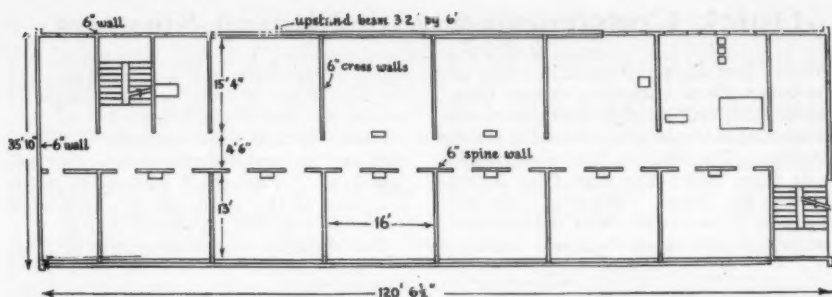 upstand beam 3'2" by 6"
6" wall
6" cross walls
15'4"
35'10"
6" wall
4'6"
6" spine wall
13'
16'
120' 6½"